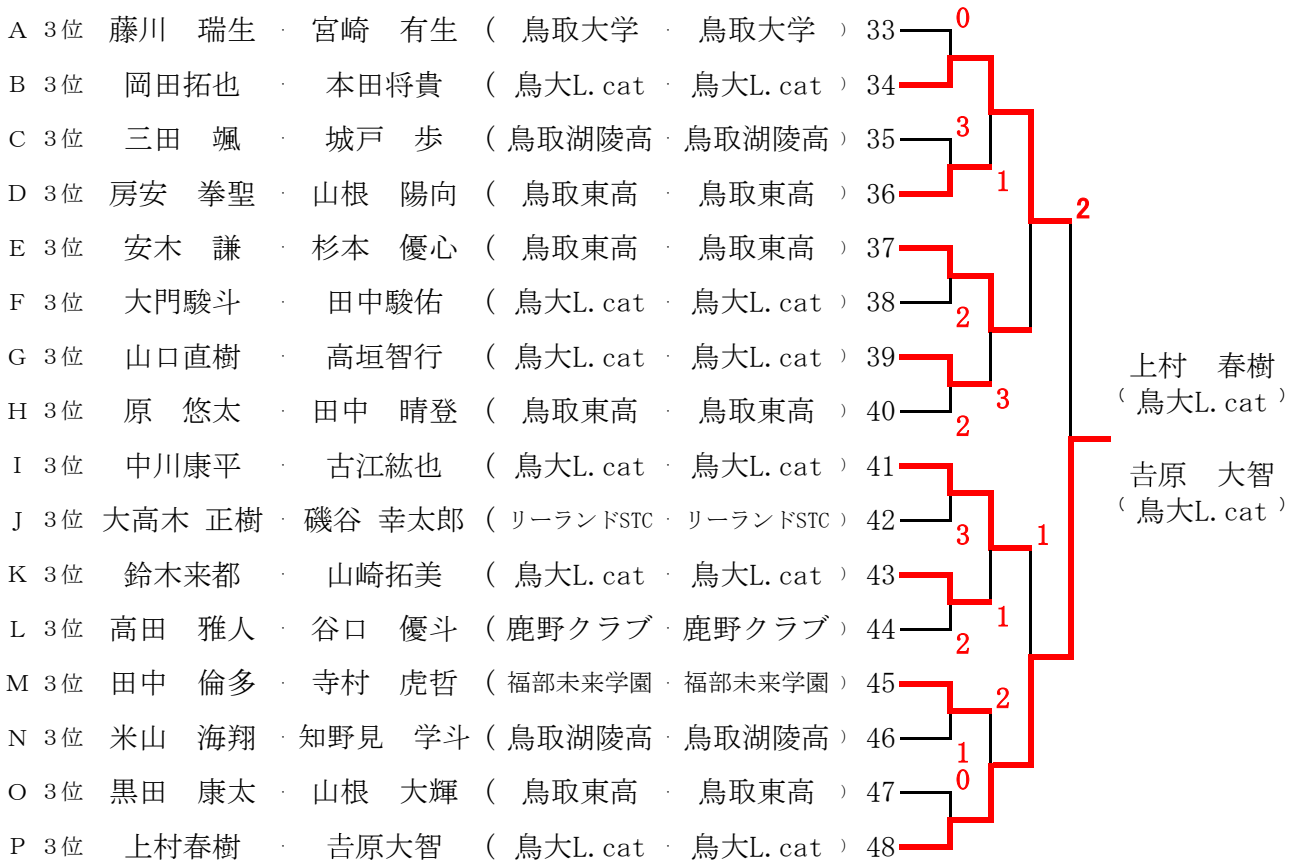 A 3位 藤川 瑞生 · 宮崎 有生 ( 鳥取大学 · 鳥取大学 ) 33
0
B 3位 岡田拓也 · 本田将貴 ( 鳥大L.cat · 鳥大L.cat ) 34
C 3位 三田 颯 · 城戸 歩 ( 鳥取湖陵高 · 鳥取湖陵高 ) 35
3
D 3位 房安 拳聖 · 山根 陽向 ( 鳥取東高 · 鳥取東高 ) 36
1
2
E 3位 安木 謙 · 杉本 優心 ( 鳥取東高 · 鳥取東高 ) 37
F 3位 大門駿斗 · 田中駿佑 ( 鳥大L.cat · 鳥大L.cat ) 38
2
G 3位 山口直樹 · 高垣智行 ( 鳥大L.cat · 鳥大L.cat ) 39
3
H 3位 原 悠太 · 田中 晴登 ( 鳥取東高 · 鳥取東高 ) 40
2
上村 春樹
( 鳥大L.cat )
I 3位 中川康平 · 古江紘也 ( 鳥大L.cat · 鳥大L.cat ) 41
𠮷原 大智
( 鳥大L.cat )
J 3位 大高木 正樹 · 磯谷 幸太郎 ( リーランドSTC · リーランドSTC ) 42
3
1
K 3位 鈴木来都 · 山崎拓美 ( 鳥大L.cat · 鳥大L.cat ) 43
1
L 3位 高田 雅人 · 谷口 優斗 ( 鹿野クラブ · 鹿野クラブ ) 44
2
M 3位 田中 倫多 · 寺村 虎哲 ( 福部未来学園 · 福部未来学園 ) 45
2
N 3位 米山 海翔 · 知野見 学斗 ( 鳥取湖陵高 · 鳥取湖陵高 ) 46
1
O 3位 黒田 康太 · 山根 大輝 ( 鳥取東高 · 鳥取東高 ) 47
0
P 3位 上村春樹 · 𠮷原大智 ( 鳥大L.cat · 鳥大L.cat ) 48